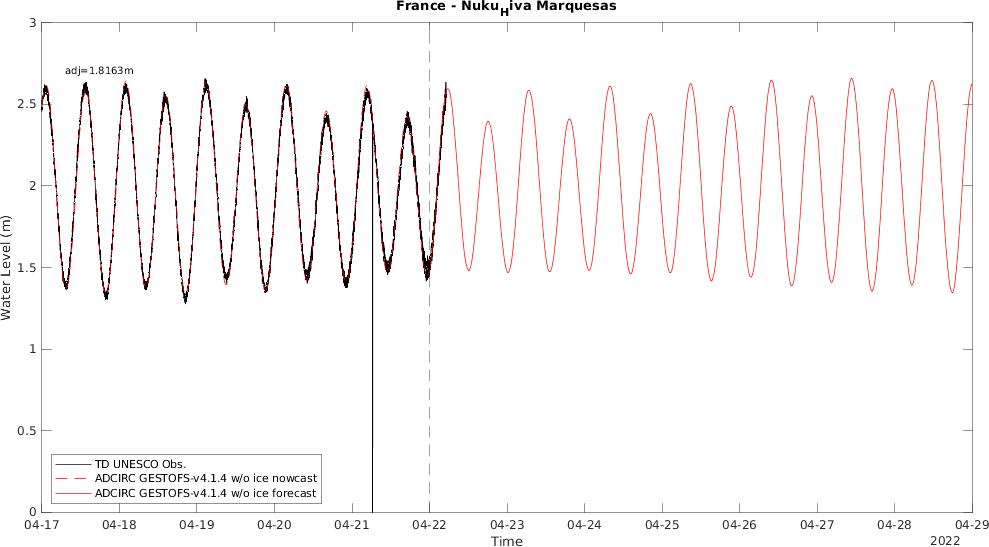 France - Nuku Hiva Marquesas
3
adj=1.8163m
2.5
2
1.5
1
0.5
0
Water Level (m)
TD UNESCO Obs.
ADCIRC GESTOFS-v4.1.4 w/o ice nowcast
ADCIRC GESTOFS-v4.1.4 w/o ice forecast
04-17 04-18 04-19 04-20 04-21 04-22 04-23 04-24 04-25 04-26 04-27 04-28 04-29
Time
2022